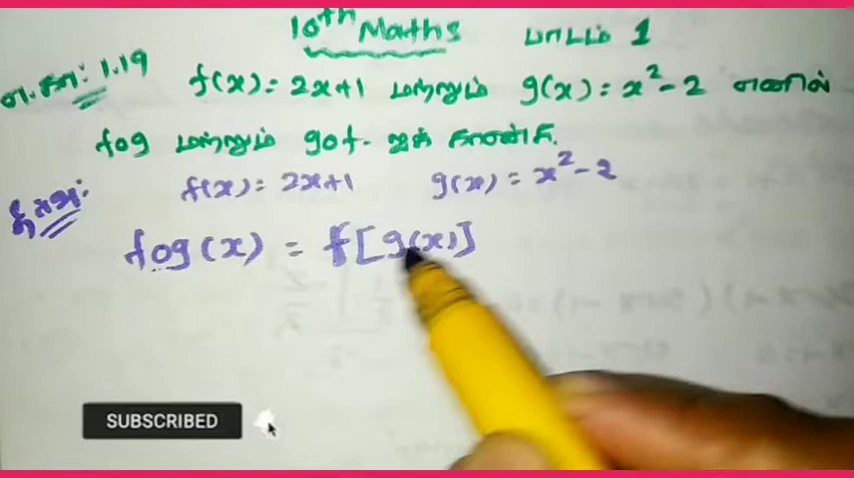 10th Maths பாடம் 1
எ.கா: 1.19 f(x) = 2x+1 மற்றும் g(x) = x²-2 எனில்
fog மற்றும் gof-ஐக் காண்க.
தீர்வு: f(x) = 2x+1 g(x) = x²-2
fog(x) = f[g(x)]
SUBSCRIBED